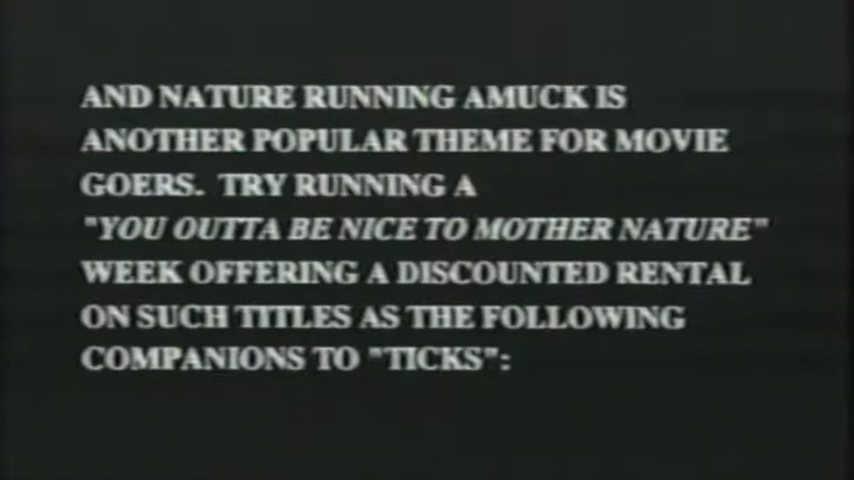 AND NATURE RUNNING AMUCK IS
ANOTHER POPULAR THEME FOR MOVIE
GOERS. TRY RUNNING A
"YOU OUTTA BE NICE TO MOTHER NATURE"
WEEK OFFERING A DISCOUNTED RENTAL
ON SUCH TITLES AS THE FOLLOWING
COMPANIONS TO "TICKS":